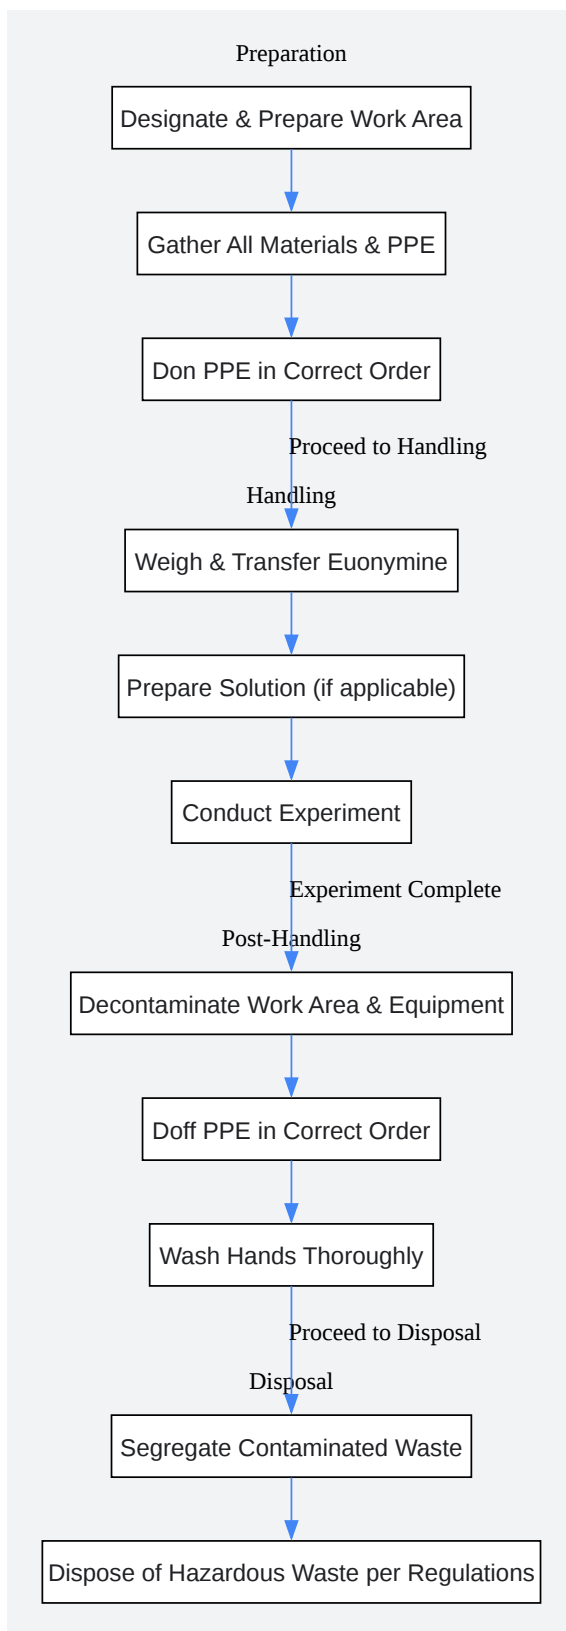 Preparation
Designate & Prepare Work Area
Gather All Materials & PPE
Don PPE in Correct Order
Proceed to Handling
Handling
Weigh & Transfer Euonymine
Prepare Solution (if applicable)
Conduct Experiment
Experiment Complete
Post-Handling
Decontaminate Work Area & Equipment
Doff PPE in Correct Order
Wash Hands Thoroughly
Proceed to Disposal
Disposal
Segregate Contaminated Waste
Dispose of Hazardous Waste per Regulations